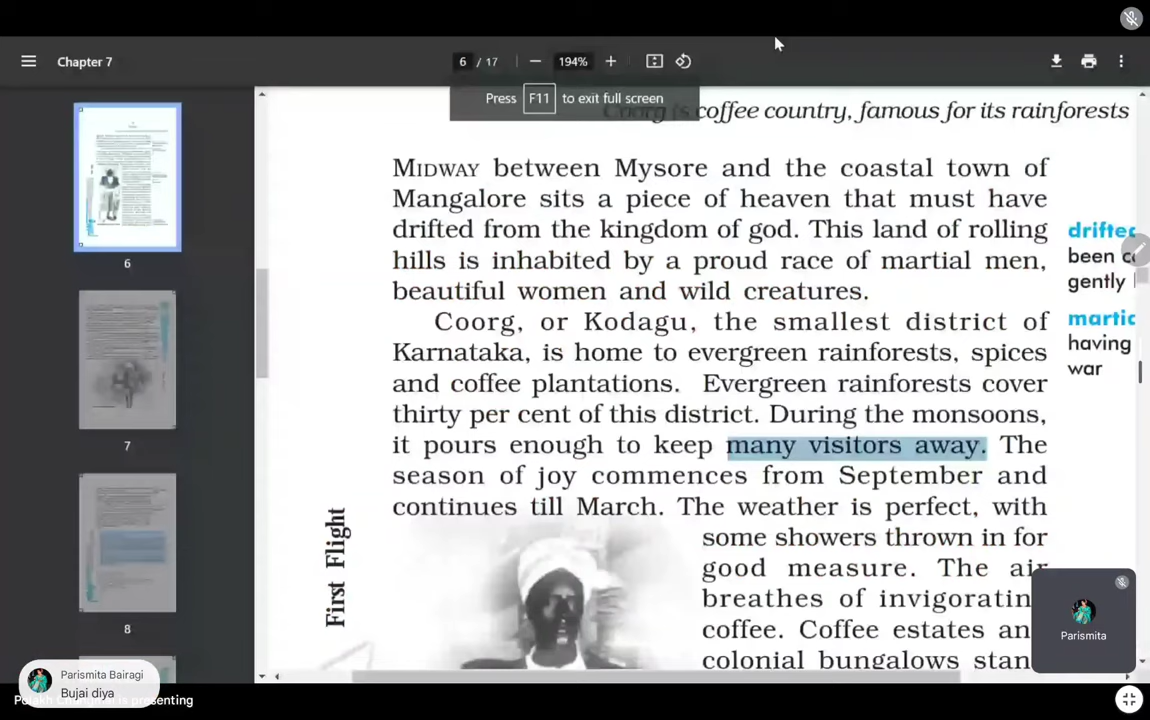 Chapter 7
6 / 17
194%
Press F11 to exit full screen
6
7
8
is coffee country, famous for its rainforests
MIDWAY between Mysore and the coastal town of
Mangalore sits a piece of heaven that must have
drifted from the kingdom of god. This land of rolling
hills is inhabited by a proud race of martial men,
beautiful women and wild creatures.
Coorg, or Kodagu, the smallest district of
Karnataka, is home to evergreen rainforests, spices
and coffee plantations. Evergreen rainforests cover
thirty per cent of this district. During the monsoons,
it pours enough to keep many visitors away. The
season of joy commences from September and
continues till March. The weather is perfect, with
some showers thrown in for
good measure. The air
breathes of invigoratin
coffee. Coffee estates an
colonial bungalows stan
First Flight
drifted
been c
gently
martia
having
war
Parismita
Parismita Bairagi
Bujai diya
is presenting